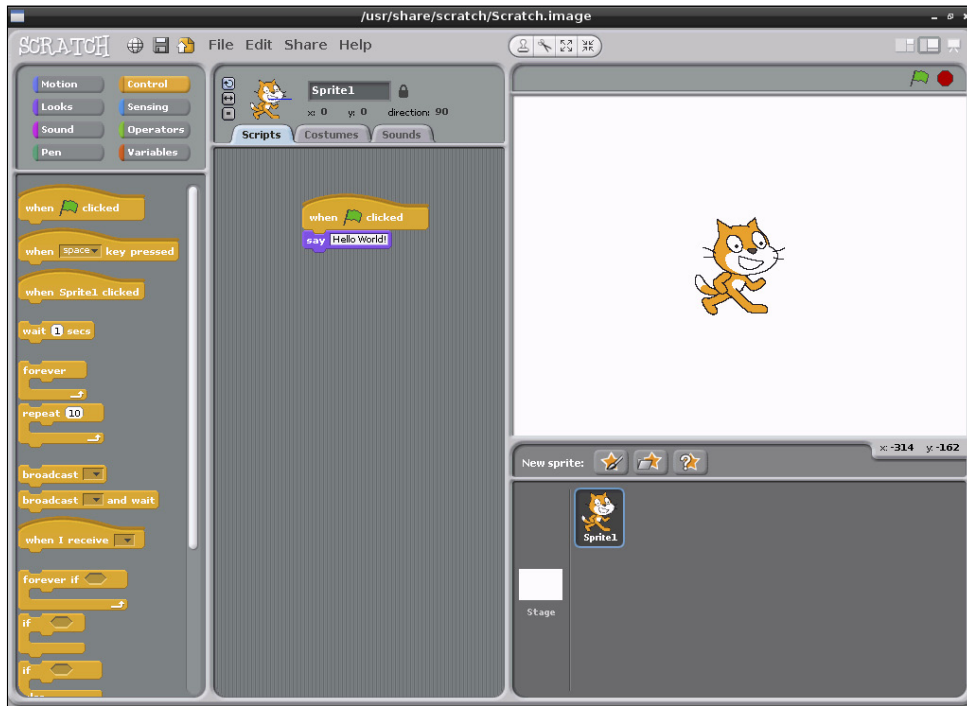 /usr/share/scratch/Scratch.image
SCRATCH File Edit Share Help
Motion Control
Looks Sensing
Sound Operators
Pen Variables
Sprite1
x: 0 y: 0 direction: 90
Scripts Costumes Sounds
when clicked
when space key pressed
when Sprite1 clicked
wait 1 secs
forever
repeat 10
broadcast
broadcast and wait
when I receive
forever if
if
if
else
when clicked
say Hello World!
x: -314 y: -162
New sprite:
Sprite1
Stage